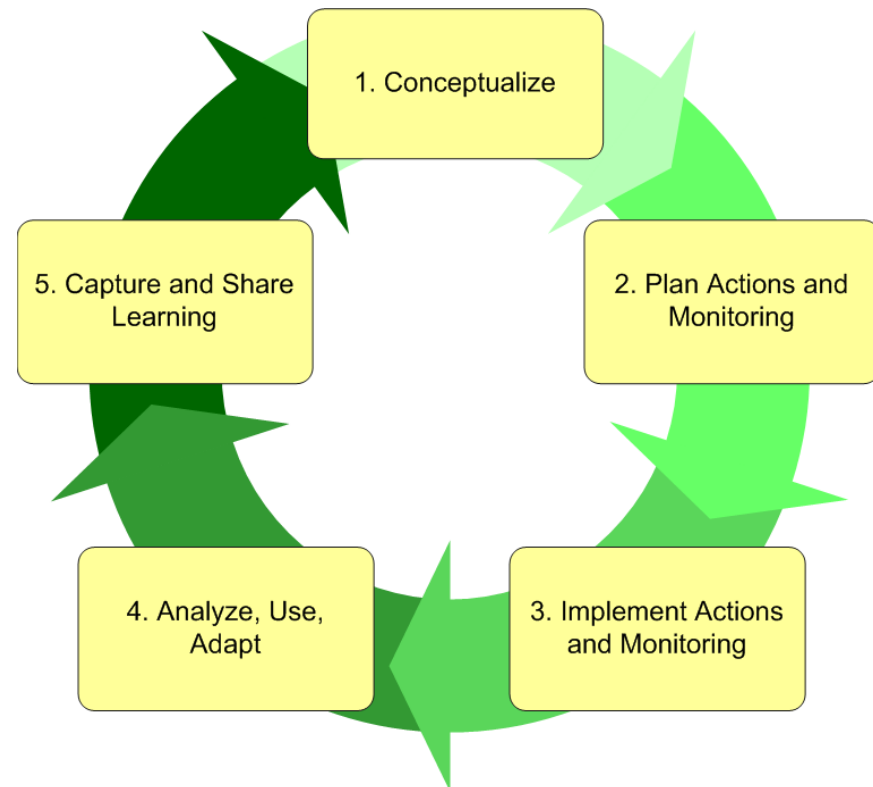 1. Conceptualize
2. Plan Actions and
Monitoring
3. Implement Actions
and Monitoring
4. Analyze, Use,
Adapt
5. Capture and Share
Learning